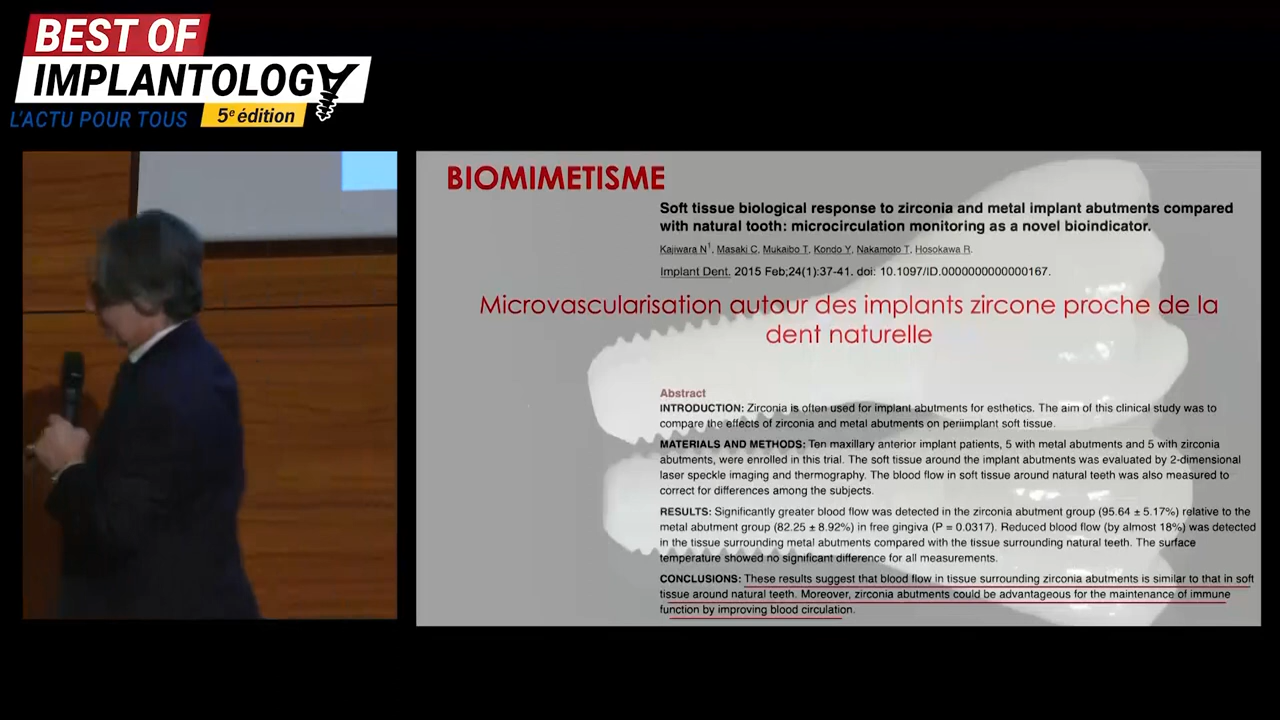 BEST OF
IMPLANTOLOGY
L'ACTU POUR TOUS
5e édition
BIOMIMETISME
Soft tissue biological response to zirconia and metal implant abutments compared
with natural tooth: microcirculation monitoring as a novel bioindicator.
Kajiwara N1, Masaki C, Mukaibo T, Kondo Y, Nakamoto T, Hosokawa R.
Implant Dent. 2015 Feb;24(1):37-41. doi: 10.1097/ID.0000000000000167.
Microvascularisation autour des implants zircone proche de la
dent naturelle
Abstract
INTRODUCTION: Zirconia is often used for implant abutments for esthetics. The aim of this clinical study was to
compare the effects of zirconia and metal abutments on periimplant soft tissue.
MATERIALS AND METHODS: Ten maxillary anterior implant patients, 5 with metal abutments and 5 with zirconia
abutments, were enrolled in this trial. The soft tissue around the implant abutments was evaluated by 2-dimensional
laser speckle imaging and thermography. The blood flow in soft tissue around natural teeth was also measured to
correct for differences among the subjects.
RESULTS: Significantly greater blood flow was detected in the zirconia abutment group (95.64 ± 5.17%) relative to the
metal abutment group (82.25 ± 8.92%) in free gingiva (P = 0.0317). Reduced blood flow (by almost 18%) was detected
in the tissue surrounding metal abutments compared with the tissue surrounding natural teeth. The surface
temperature showed no significant difference for all measurements.
CONCLUSIONS: These results suggest that blood flow in tissue surrounding zirconia abutments is similar to that in soft
tissue around natural teeth. Moreover, zirconia abutments could be advantageous for the maintenance of immune
function by improving blood circulation.